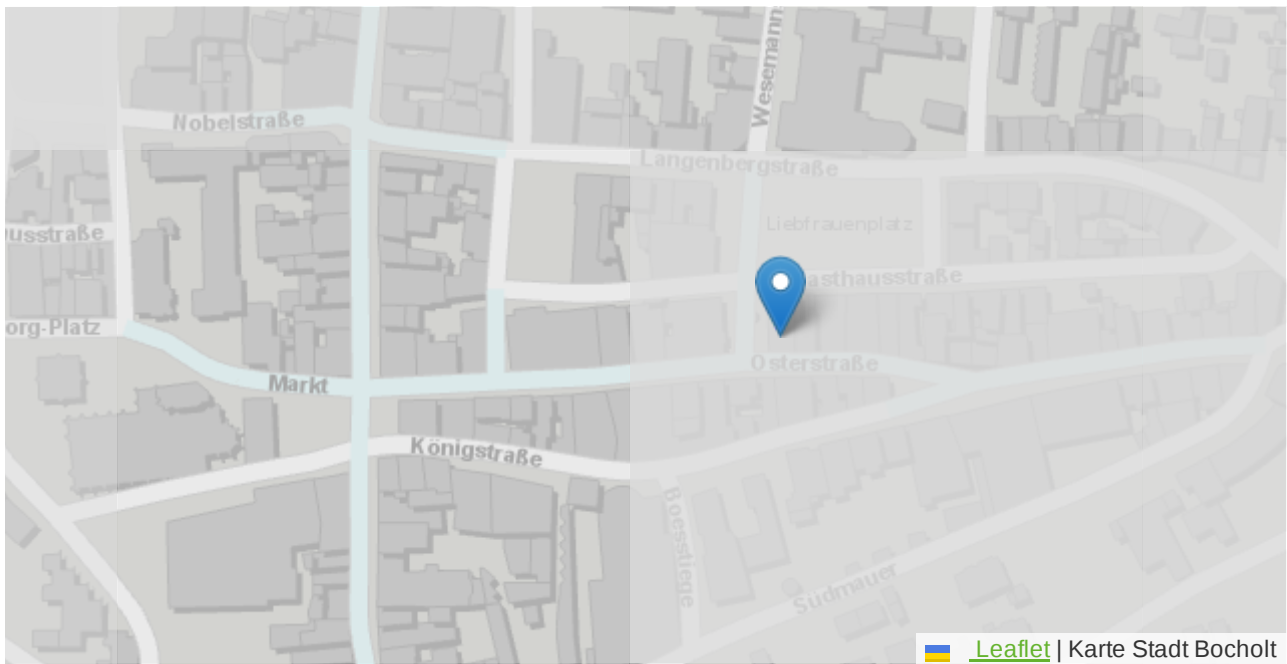 Wesemann
Nobelstraße
Langenbergstraße
Liebfrauenplatz
usstraße
asthausstraße
org-Platz
Osterstraße
Markt
Königstraße
Boesstiege
Südmauer
Leaflet | Karte Stadt Bocholt